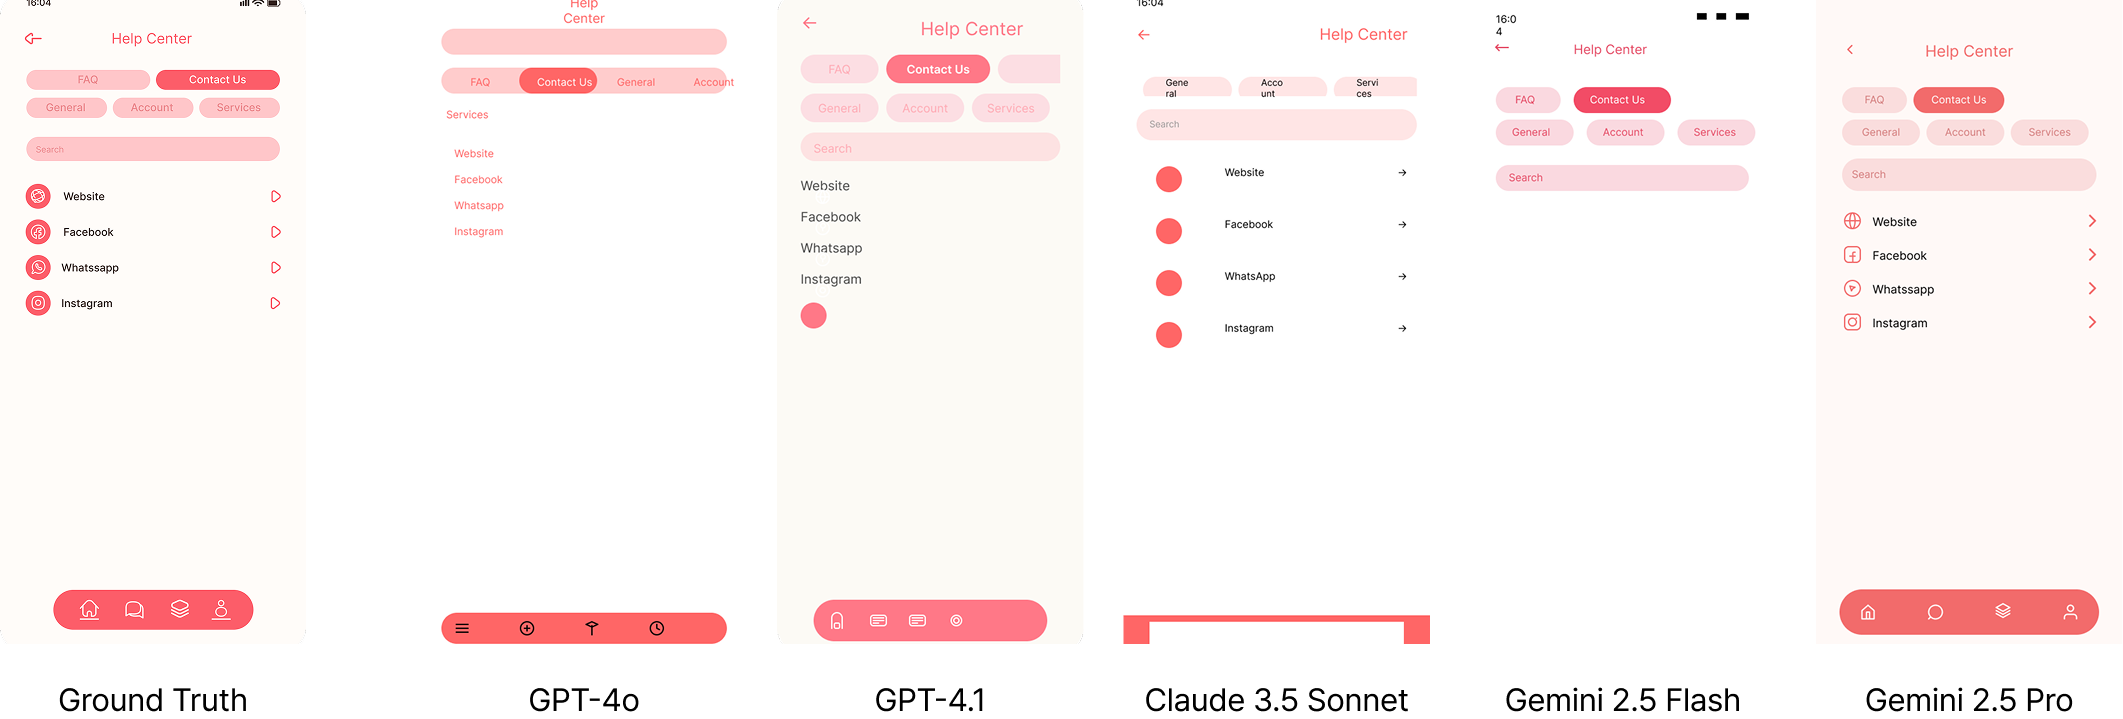 16:04
Help Center
FAQ
Contact Us
General
Account
Services
Search
Website
Facebook
Whatssapp
Instagram
Ground Truth
Help
Center
FAQ
Contact Us
General
Account
Services
Website
Facebook
Whatsapp
Instagram
GPT-4o
Help Center
FAQ
Contact Us
General
Account
Services
Search
Website
Facebook
Whatsapp
Instagram
GPT-4.1
16:04
Help Center
Gene
ral
Acco
unt
Servi
ces
Search
Website
Facebook
WhatsApp
Instagram
Claude 3.5 Sonnet
16:0
4
Help Center
FAQ
Contact Us
General
Account
Services
Search
Gemini 2.5 Flash
Help Center
FAQ
Contact Us
General
Account
Services
Search
Website
Facebook
Whatssapp
Instagram
Gemini 2.5 Pro